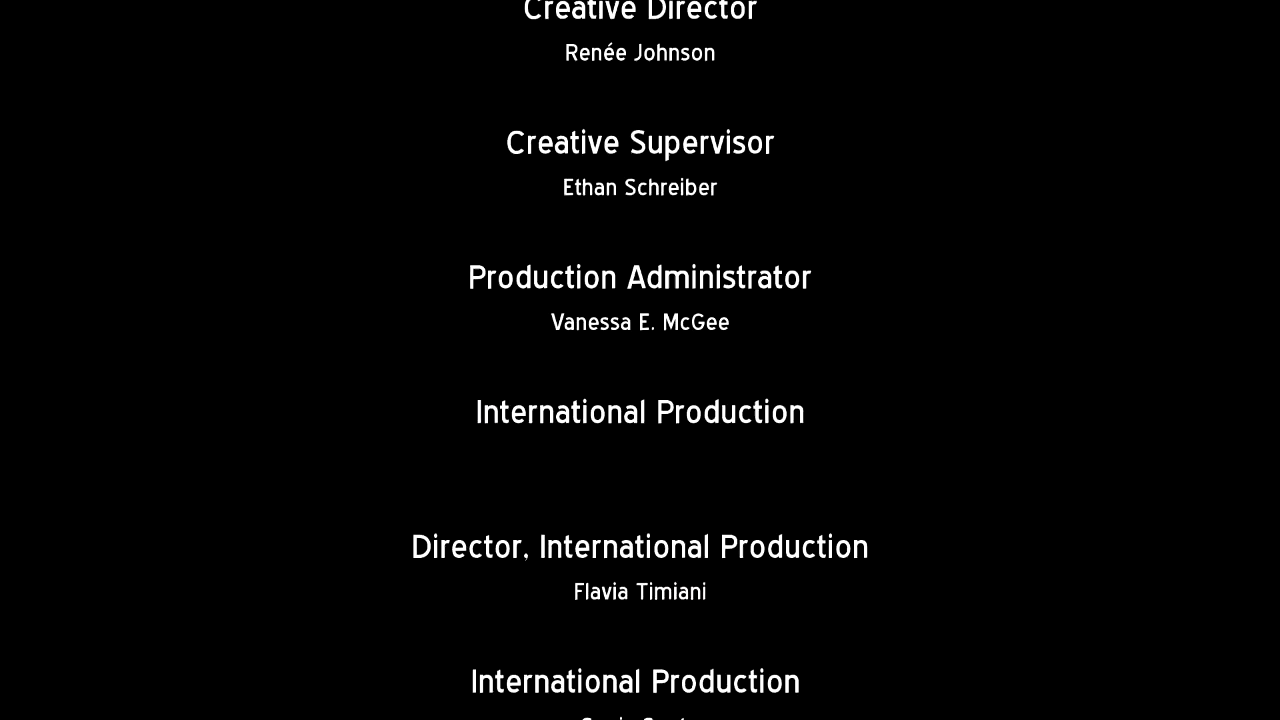 Creative Director
Renée Johnson
Creative Supervisor
Ethan Schreiber
Production Administrator
Vanessa E. McGee
International Production
Director, International Production
Flavia Timiani
International Production